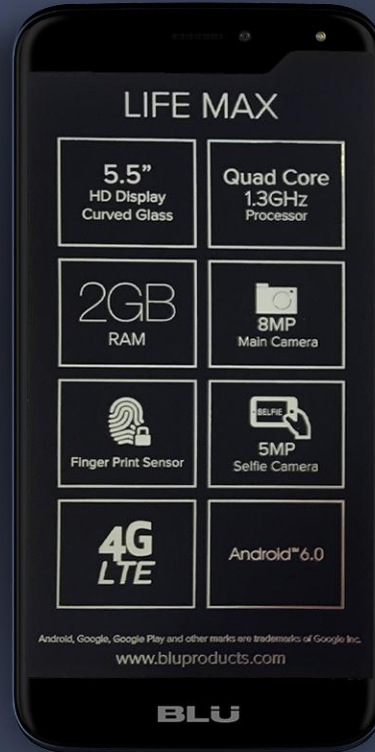 LIFE MAX
5.5”
HD Display
Curved Glass
Quad Core
1.3GHz
Processor
2GB
RAM
8MP
Main Camera
Finger Print Sensor
SELFIE
5MP
Selfie Camera
4G
LTE
Android™6.0
Android, Google, Google Play and other marks are trademarks of Google Inc.
www.bluproducts.com
BLU